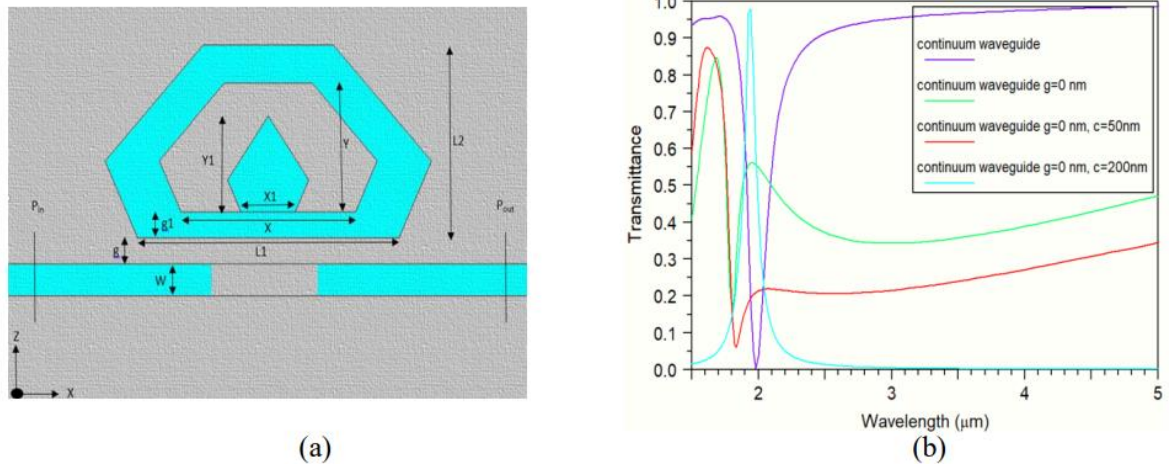 L2
Y
Y1
X1
X
g1
L1
g
W
P_in
P_out
Z
X
(a)
Transmittance
1.0
0.9
0.8
0.7
0.6
0.5
0.4
0.3
0.2
0.1
0.0
continuum waveguide
continuum waveguide g=0 nm
continuum waveguide g=0 nm, c=50nm
continuum waveguide g=0 nm, c=200nm
2
3
4
5
Wavelength (μm)
(b)